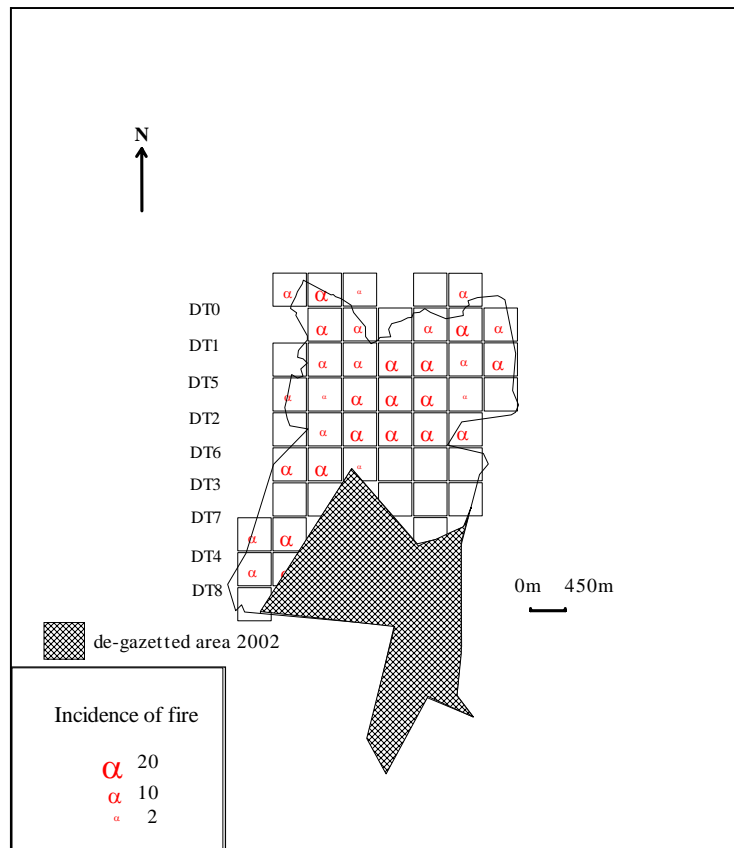 N
α α α α
DT0
α α α α α
DT1
α α α α α α
DT5
α α α α α α
DT2
α α α α α
DT6
α α α
DT3
DT7
α α
DT4
α α
DT8
0m 450m
de-gazetted area 2002
Incidence of fire
α 20
α 10
α 2